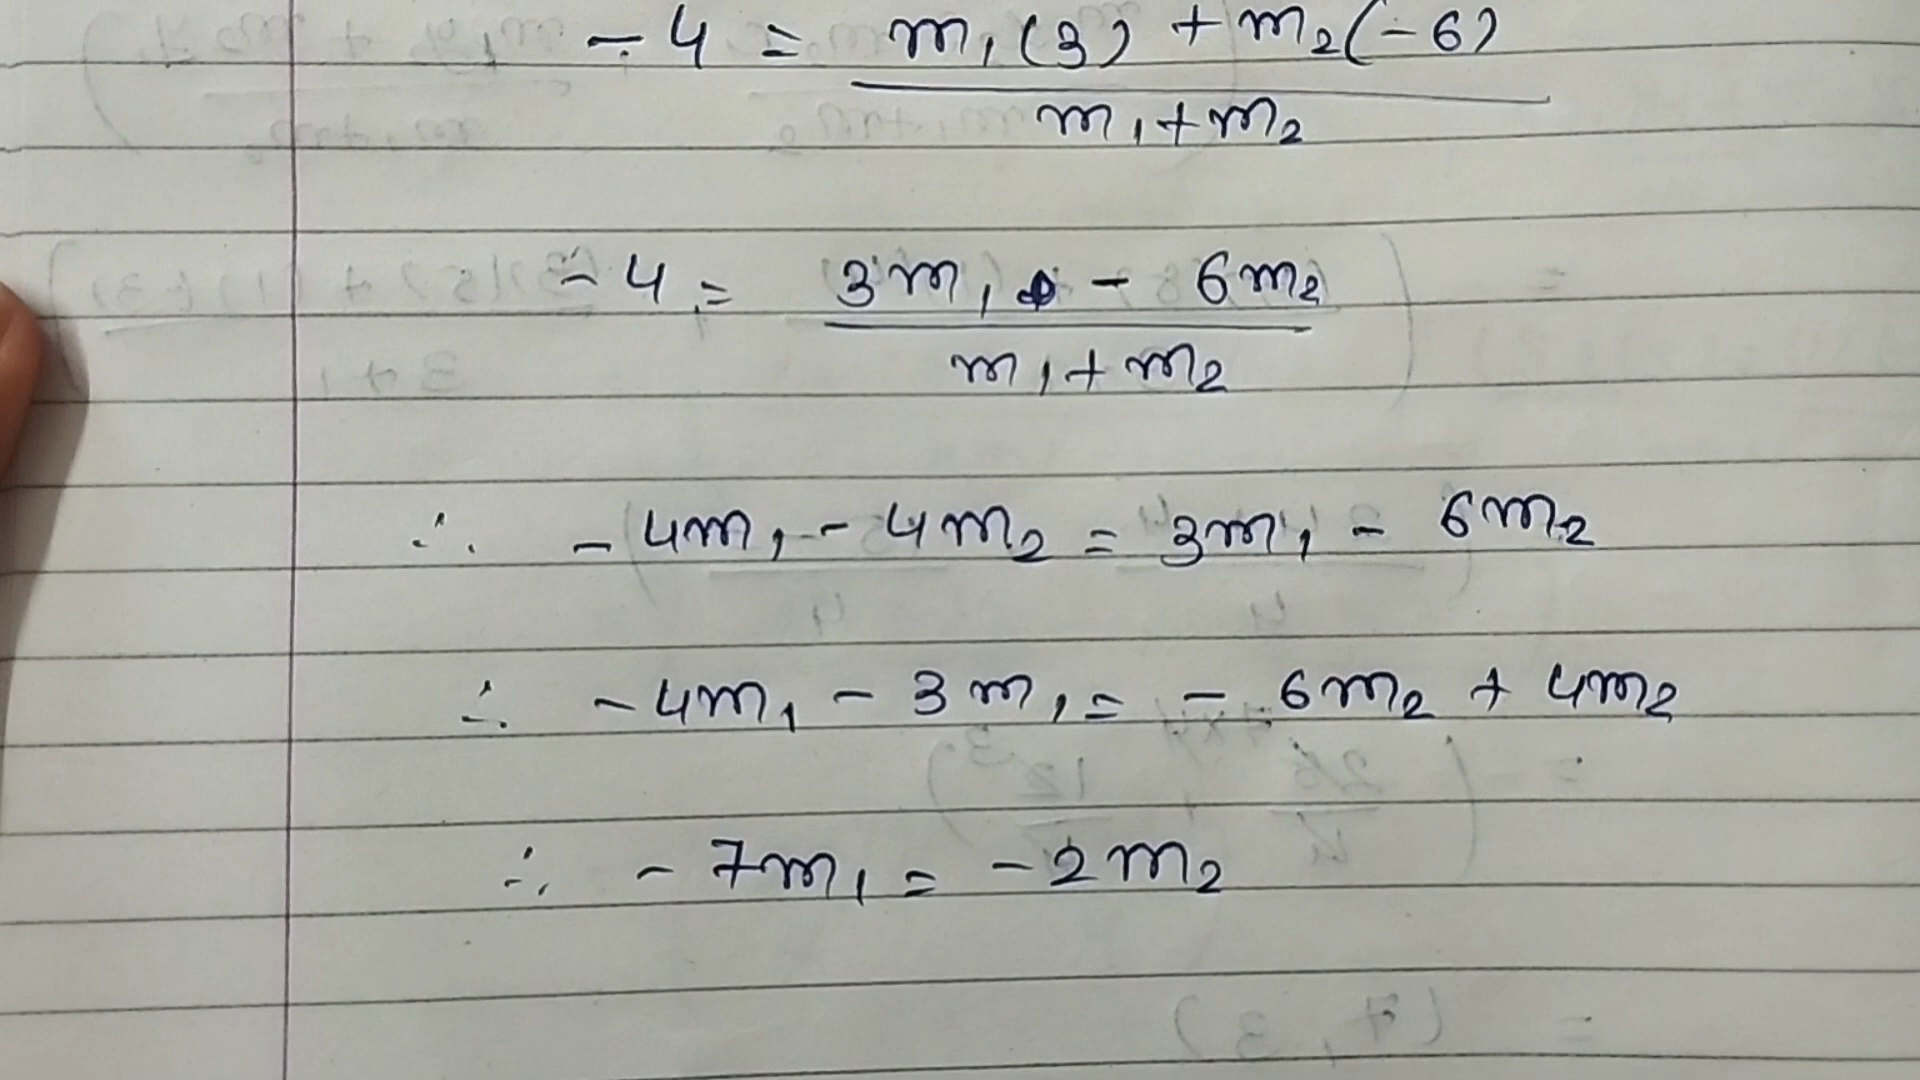 - 4 = m₁(3) + m₂(-6)
m₁+m₂
- 4 = 3m₁ - 6m₂
m₁+m₂
∴ -4m₁ - 4m₂ = 3m₁ - 6m₂
∴ -4m₁ - 3m₁ = - 6m₂ + 4m₂
∴ -7m₁ = -2m₂